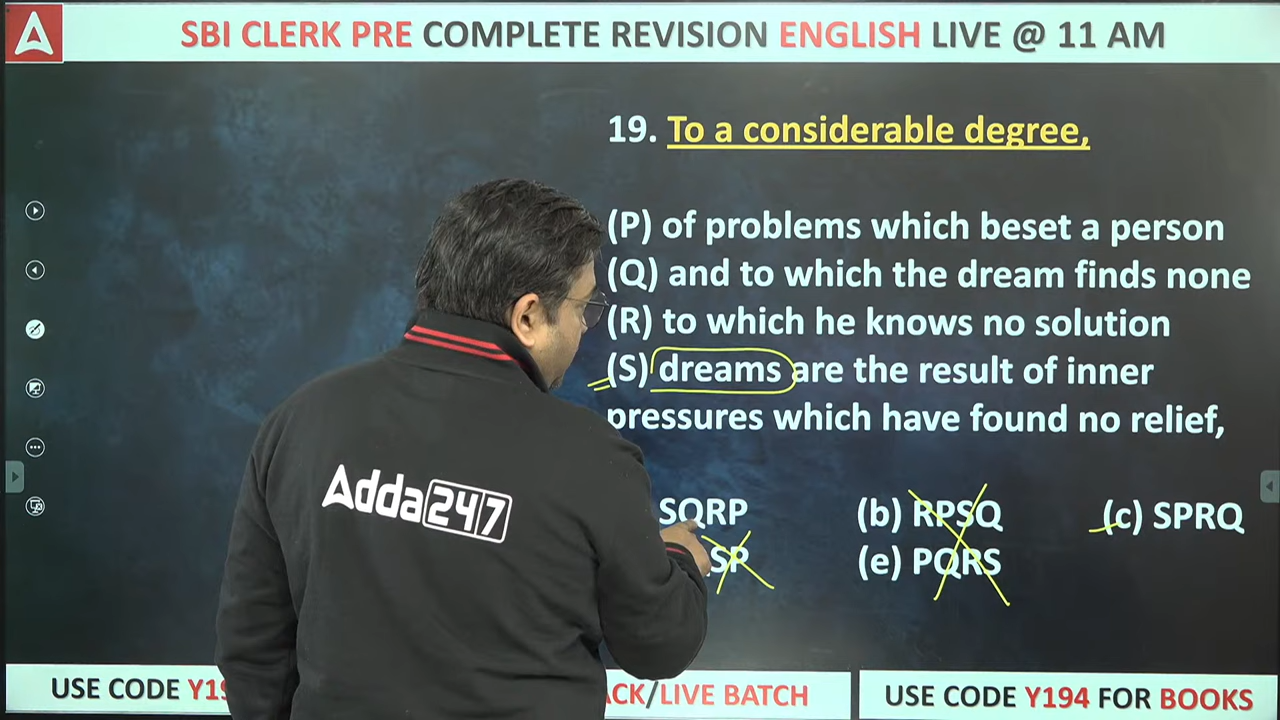 SBI CLERK PRE COMPLETE REVISION ENGLISH LIVE @ 11 AM
19. To a considerable degree,
(P) of problems which beset a person
(Q) and to which the dream finds none
(R) to which he knows no solution
(S) dreams are the result of inner
pressures which have found no relief,
SQRP (b) RPSQ (c) SPRQ
SP (e) PQRS
Adda247
USE CODE Y19 ACK/LIVE BATCH USE CODE Y194 FOR BOOKS